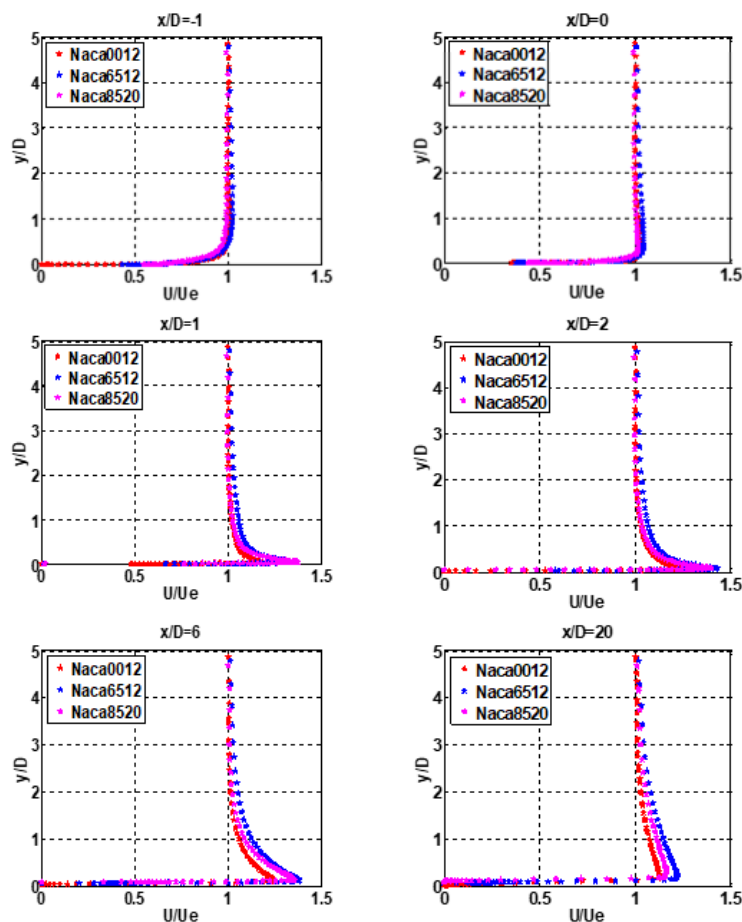 x/D=-1
5
4
3
2
1
0
y/D
Naca0012
Naca6512
Naca8520
0 0.5 1 1.5
U/Ue
x/D=0
5
4
3
2
1
0
y/D
Naca0012
Naca6512
Naca8520
0 0.5 1 1.5
U/Ue
x/D=1
5
4
3
2
1
0
y/D
Naca0012
Naca6512
Naca8520
0 0.5 1 1.5
U/Ue
x/D=2
5
4
3
2
1
0
y/D
Naca0012
Naca6512
Naca8520
0 0.5 1 1.5
U/Ue
x/D=6
5
4
3
2
1
0
y/D
Naca0012
Naca6512
Naca8520
0 0.5 1 1.5
U/Ue
x/D=20
5
4
3
2
1
0
y/D
Naca0012
Naca6512
Naca8520
0 0.5 1 1.5
U/Ue